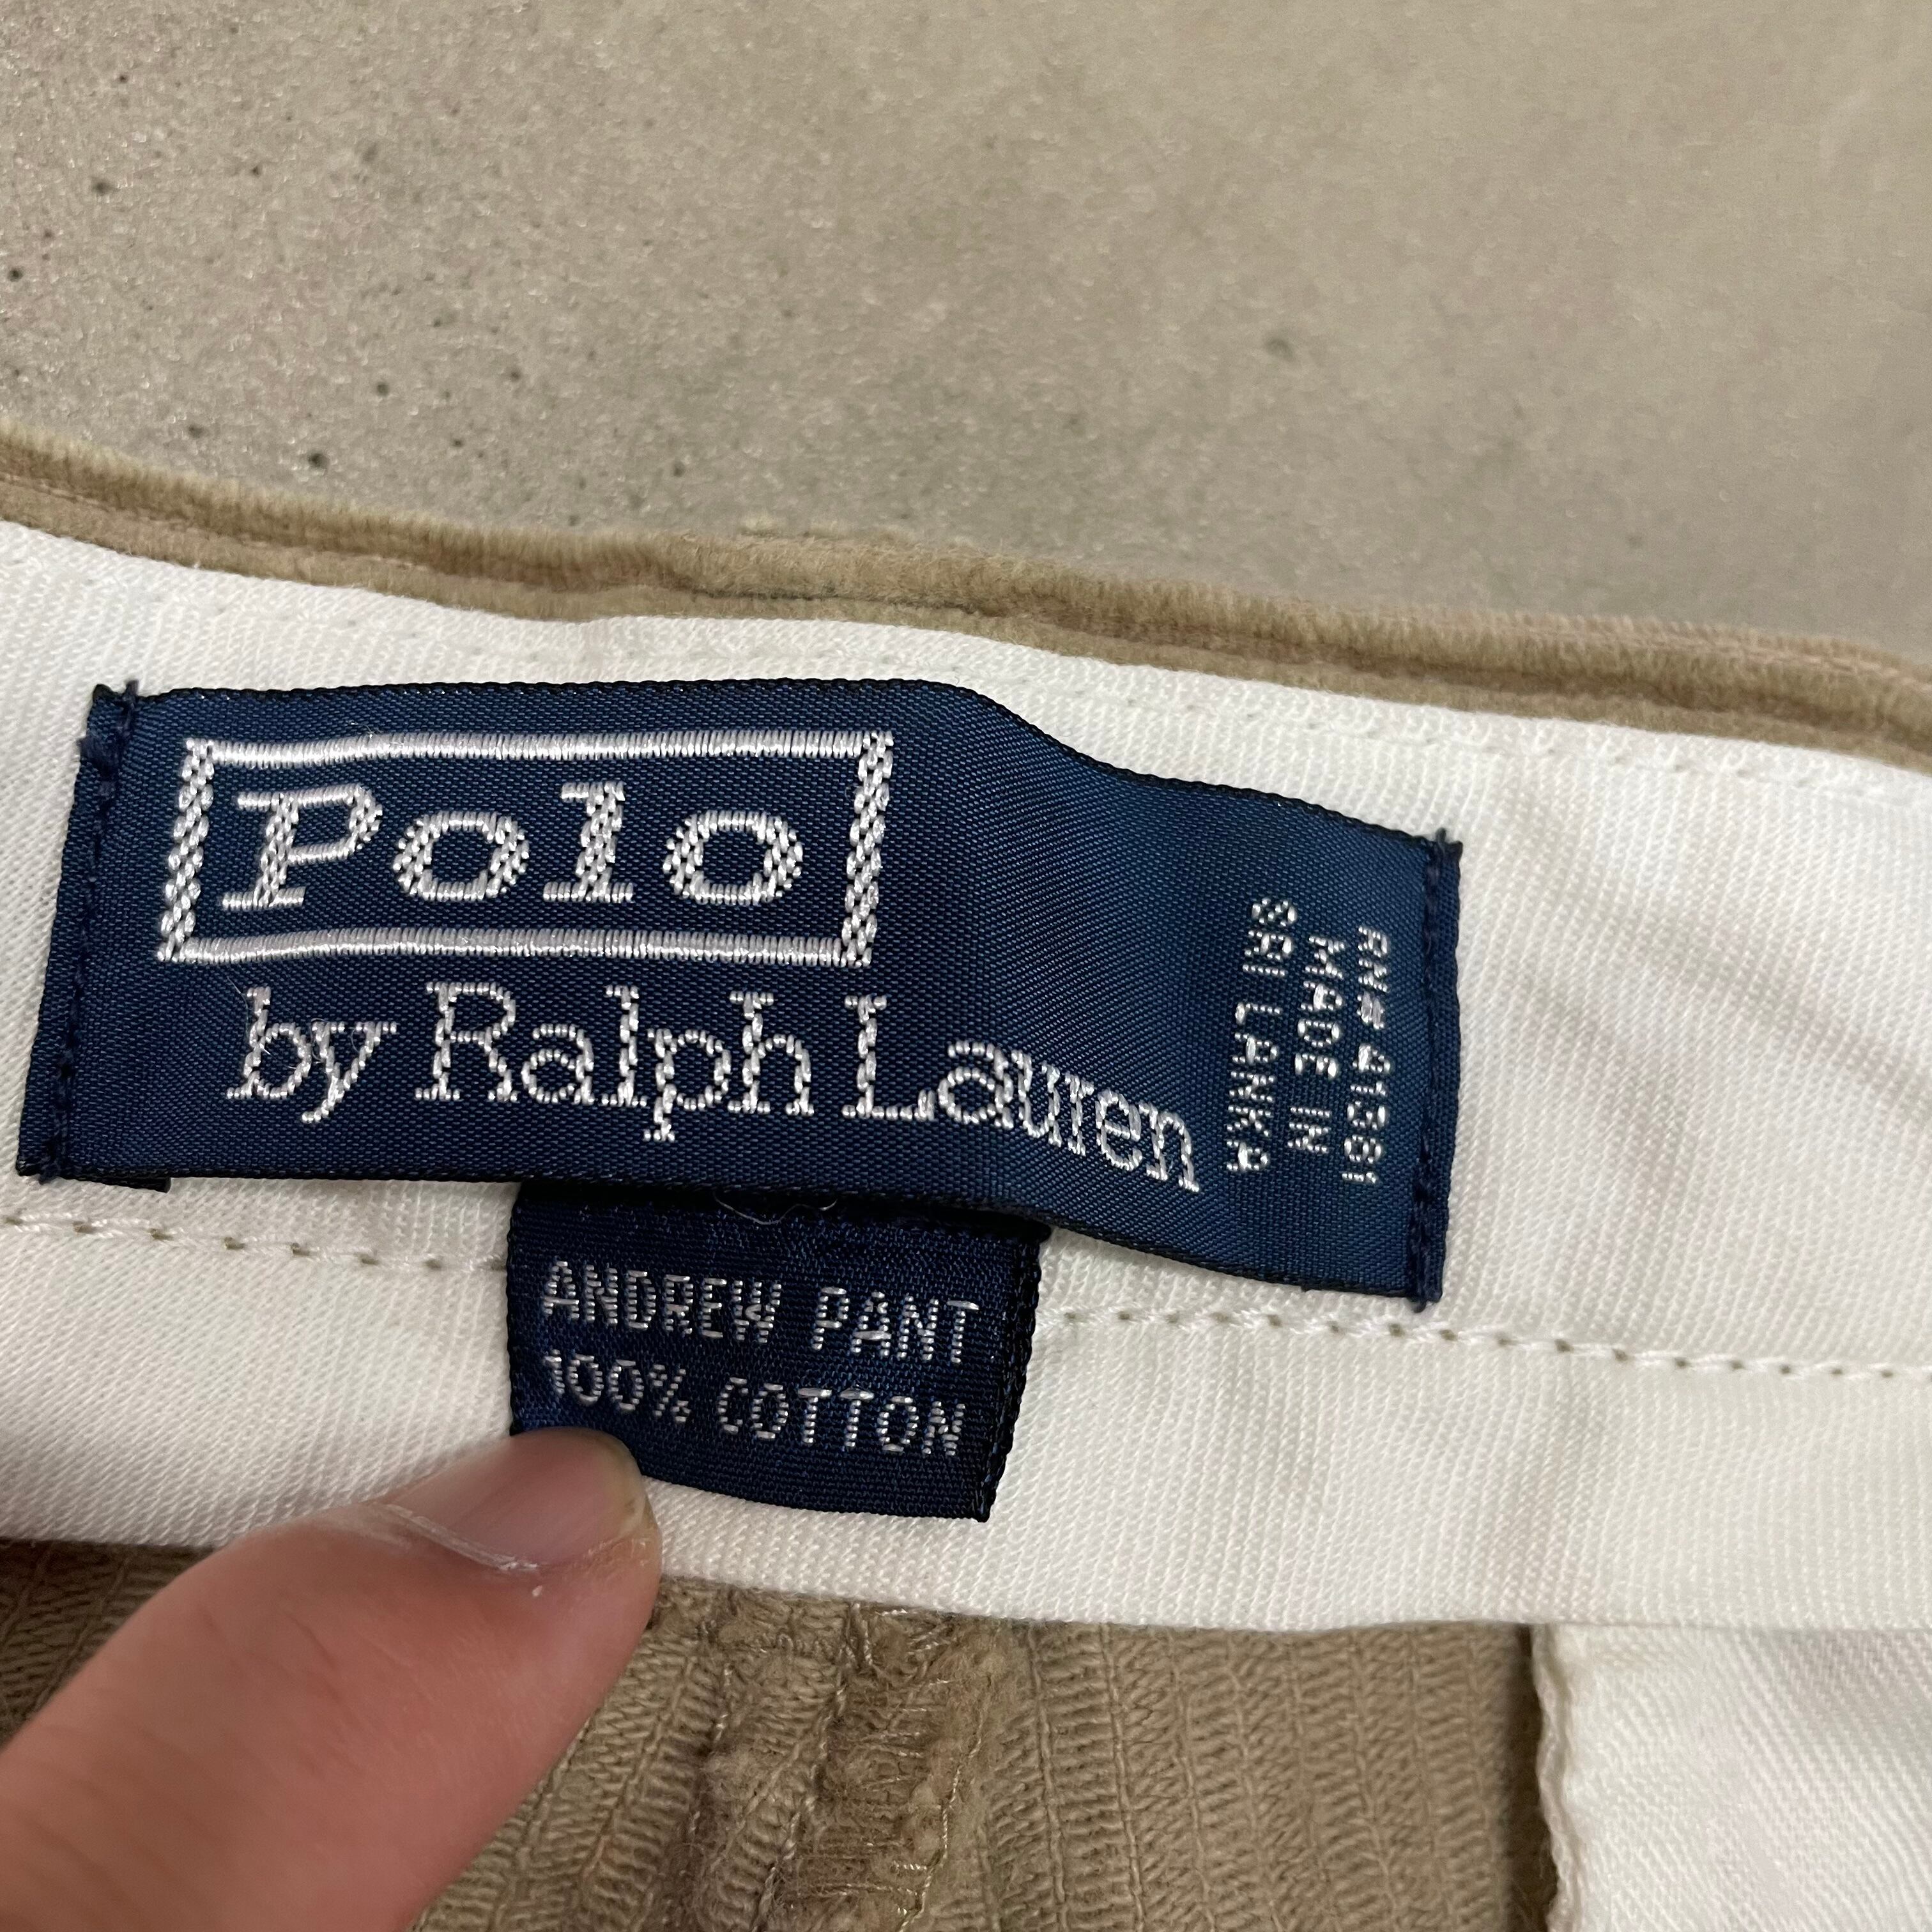 Polo
by Ralph Lauren
RN# 41381
MADE IN
SRI LANKA
ANDREW PANT
100% COTTON